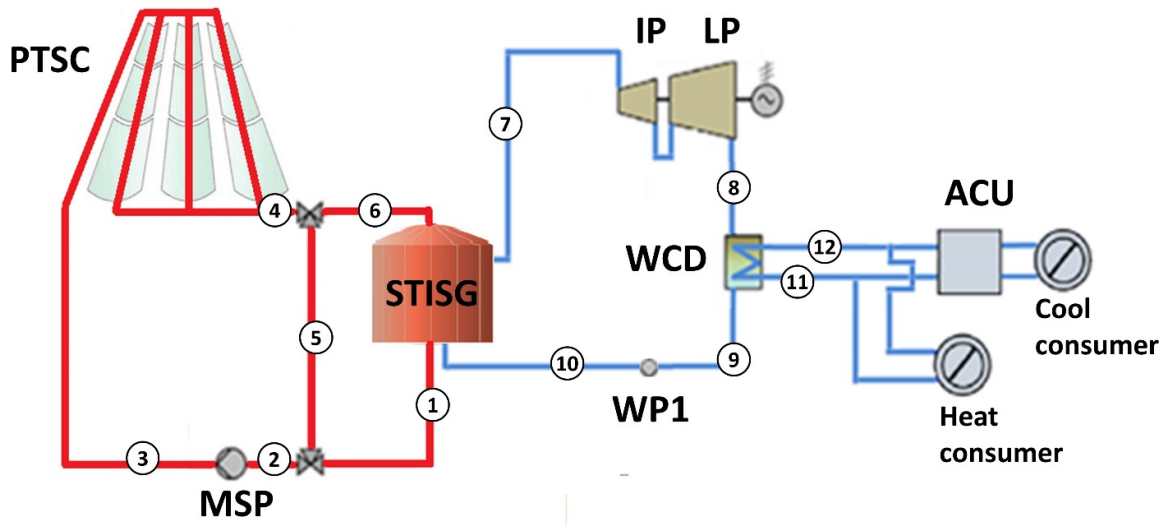 IP LP
PTSC
7
ACU
8
4
6
12
WCD
11
STISG
Cool
consumer
5
10
9
1
WP1
Heat
consumer
3
2
MSP